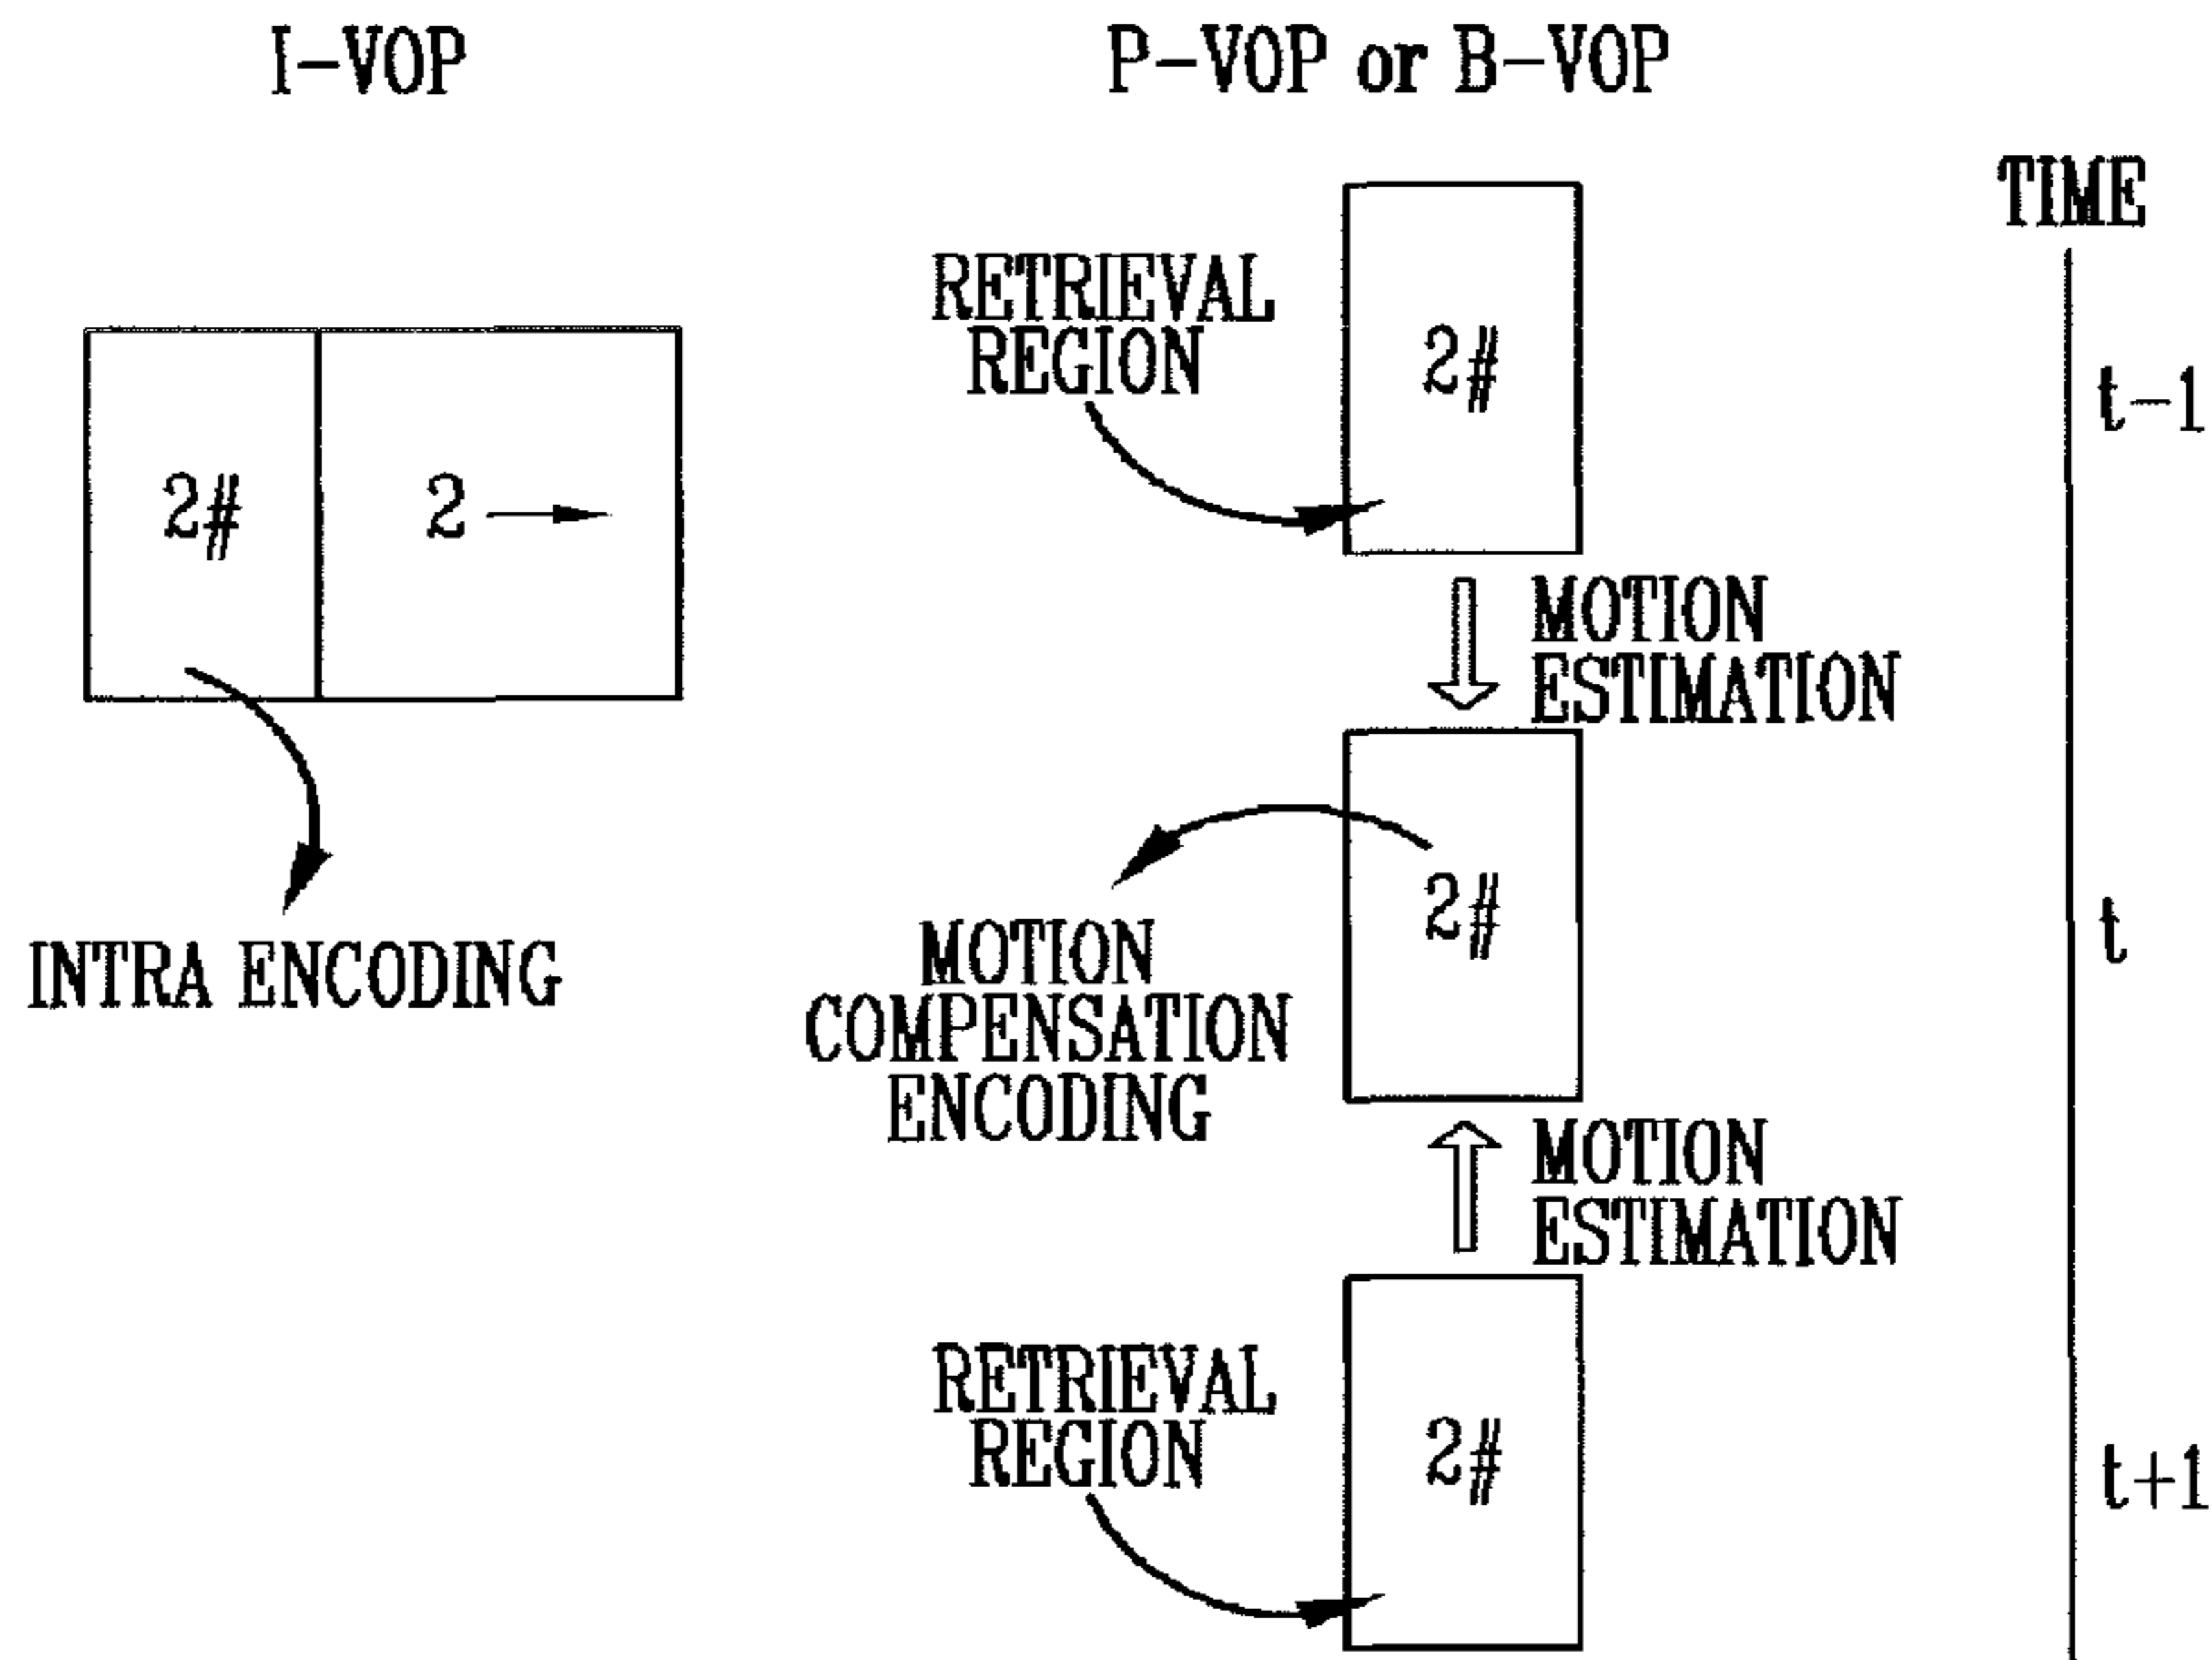 I-VOP
P-VOP or B-VOP
TIME
2#
2
INTRA ENCODING
RETRIEVAL
REGION
2#
t-1
MOTION
ESTIMATION
2#
t
MOTION
COMPENSATION
ENCODING
MOTION
ESTIMATION
RETRIEVAL
REGION
2#
t+1